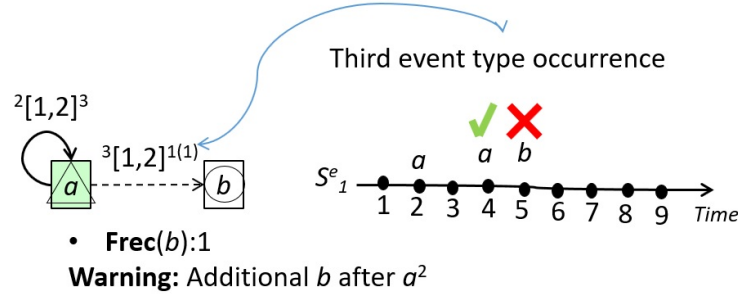 Third event type occurrence
²[1,2]³
³[1,2]¹⁽¹⁾
a
b
a
a b
Sᵉ₁
1 2 3 4 5 6 7 8 9 Time
• Frec(b):1
Warning: Additional b after a²